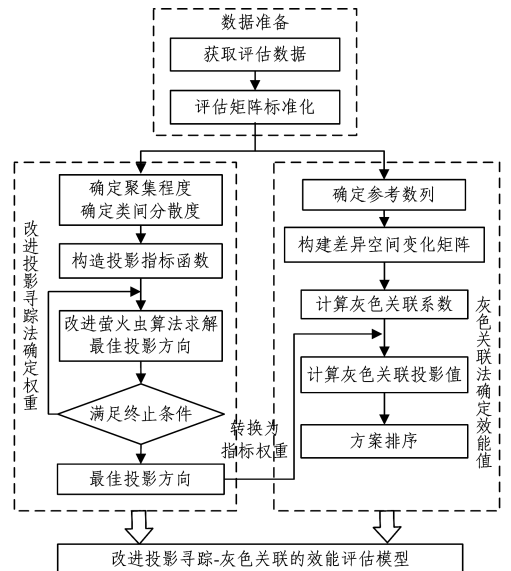 数据准备
获取评估数据
评估矩阵标准化
改进投影寻踪法确定权重
确定聚集程度
确定类间分散度
构造投影指标函数
改进萤火虫算法求解
最佳投影方向
满足终止条件
最佳投影方向
转换为
指标权重
确定参考数列
构建差异空间变化矩阵
计算灰色关联系数
计算灰色关联投影值
方案排序
灰色关联法确定效能值
改进投影寻踪-灰色关联的效能评估模型